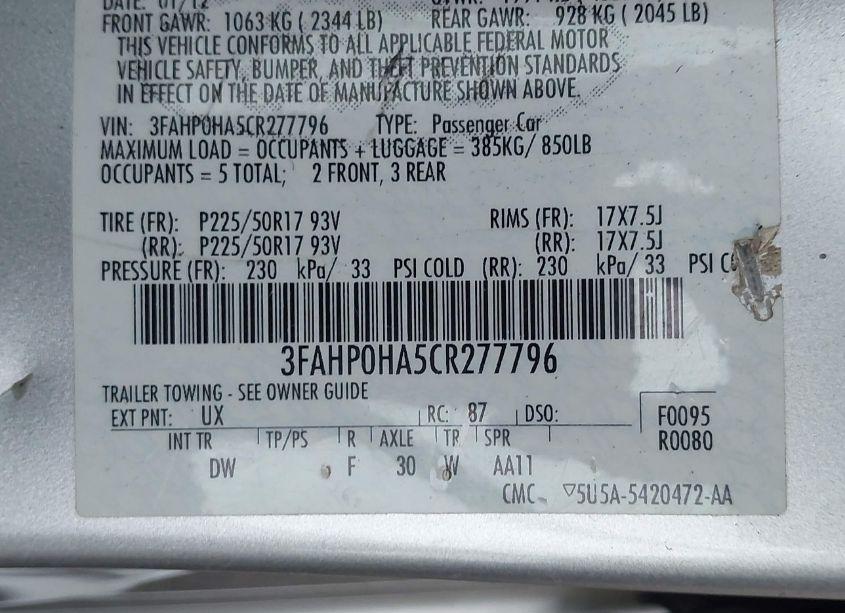 DATE: 01/12
FRONT GAWR: 1063 KG ( 2344 LB) REAR GAWR: 928 KG ( 2045 LB)
THIS VEHICLE CONFORMS TO ALL APPLICABLE FEDERAL MOTOR
VEHICLE SAFETY, BUMPER, AND THEFT PREVENTION STANDARDS
IN EFFECT ON THE DATE OF MANUFACTURE SHOWN ABOVE.
VIN: 3FAHP0HA5CR277796 TYPE: Passenger Car
MAXIMUM LOAD = OCCUPANTS + LUGGAGE = 385KG/ 850LB
OCCUPANTS = 5 TOTAL; 2 FRONT, 3 REAR
TIRE (FR): P225/50R17 93V RIMS (FR): 17X7.5J
(RR): P225/50R17 93V (RR): 17X7.5J
PRESSURE (FR): 230 kPa/ 33 PSI COLD (RR): 230 kPa/ 33 PSI
3FAHP0HA5CR277796
TRAILER TOWING - SEE OWNER GUIDE
EXT PNT: UX RC: 87 DSO: F0095
INT TR TP/PS R AXLE TR SPR R0080
DW F 30 W AA11
CMC ▽5U5A-5420472-AA